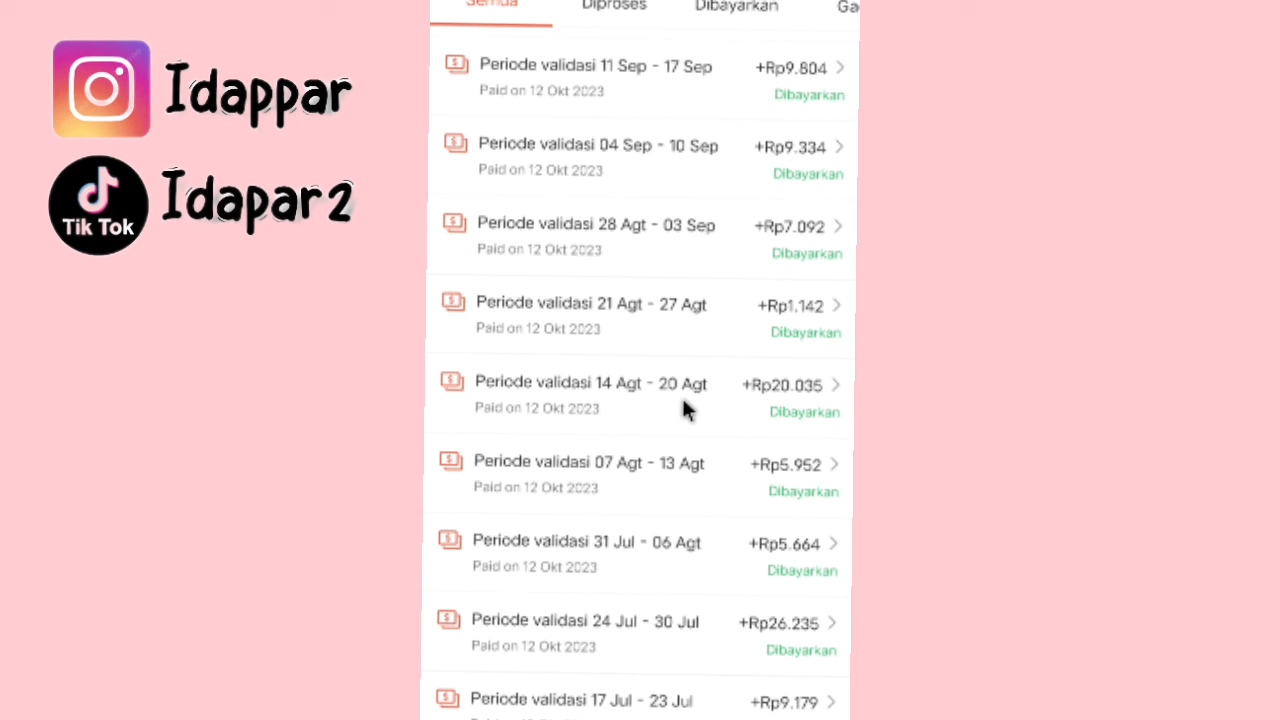 Idappar
Tik Tok
Idapar 2
Semua Diproses Dibayarkan
Periode validasi 11 Sep - 17 Sep +Rp9.804
Paid on 12 Okt 2023 Dibayarkan
Periode validasi 04 Sep - 10 Sep +Rp9.334
Paid on 12 Okt 2023 Dibayarkan
Periode validasi 28 Agt - 03 Sep +Rp7.092
Paid on 12 Okt 2023 Dibayarkan
Periode validasi 21 Agt - 27 Agt +Rp1.142
Paid on 12 Okt 2023 Dibayarkan
Periode validasi 14 Agt - 20 Agt +Rp20.035
Paid on 12 Okt 2023 Dibayarkan
Periode validasi 07 Agt - 13 Agt +Rp5.952
Paid on 12 Okt 2023 Dibayarkan
Periode validasi 31 Jul - 06 Agt +Rp5.664
Paid on 12 Okt 2023 Dibayarkan
Periode validasi 24 Jul - 30 Jul +Rp26.235
Paid on 12 Okt 2023 Dibayarkan
Periode validasi 17 Jul - 23 Jul +Rp9.179